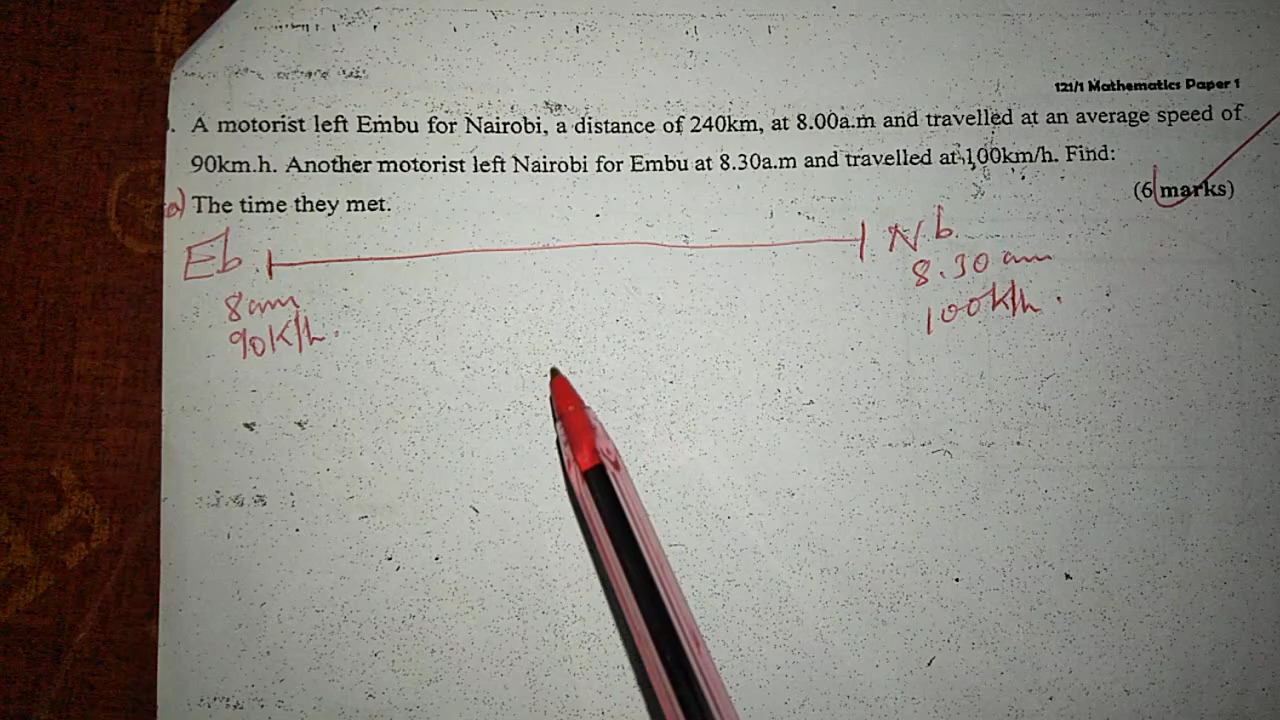 121/1 Mathematics Paper 1
. A motorist left Embu for Nairobi, a distance of 240km, at 8.00a.m and travelled at an average speed of
90km.h. Another motorist left Nairobi for Embu at 8.30a.m and travelled at 100km/h. Find:
(6 marks)
a) The time they met.
Eb
N.b
8am
8.30 am
90K/h.
100K/h.